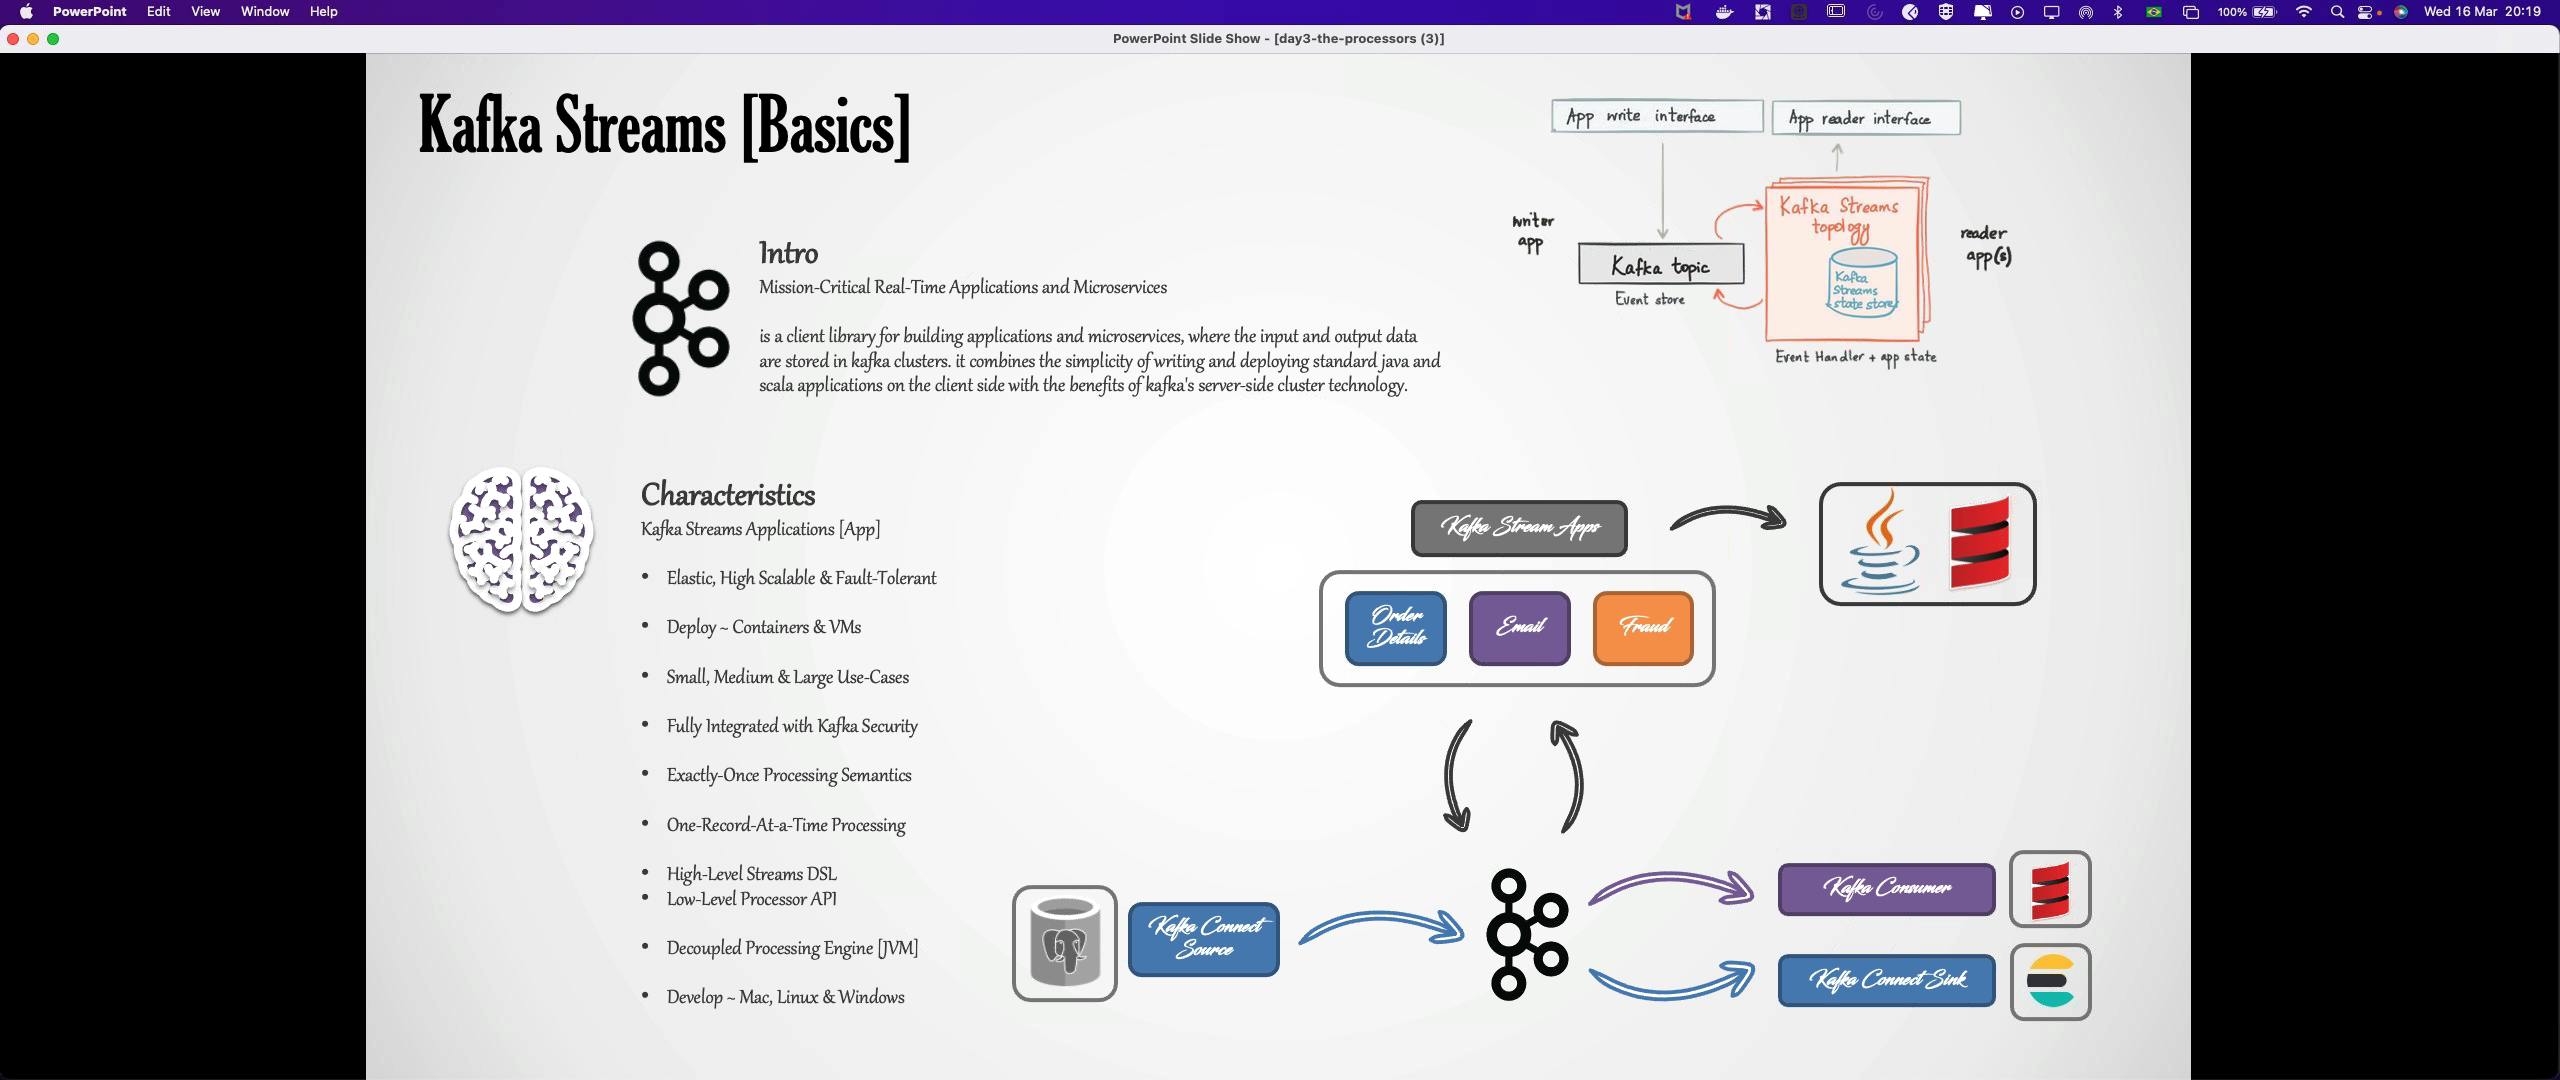 PowerPoint Edit View Window Help
100%
Wed 16 Mar 20:19
PowerPoint Slide Show - [day3-the-processors (3)]
Kafka Streams [Basics]
Intro
Mission-Critical Real-Time Applications and Microservices
is a client library for building applications and microservices, where the input and output data
are stored in kafka clusters. it combines the simplicity of writing and deploying standard java and
scala applications on the client side with the benefits of kafka's server-side cluster technology.
App write interface
App reader interface
writer
app
Kafka topic
Event store
Kafka Streams
topology
Kafka
Streams
state store
reader
app(s)
Event Handler + app state
Characteristics
Kafka Streams Applications [App]
• Elastic, High Scalable & Fault-Tolerant
• Deploy ~ Containers & VMs
• Small, Medium & Large Use-Cases
• Fully Integrated with Kafka Security
• Exactly-Once Processing Semantics
• One-Record-At-a-Time Processing
• High-Level Streams DSL
• Low-Level Processor API
• Decoupled Processing Engine [JVM]
• Develop ~ Mac, Linux & Windows
Kafka Stream Apps
Order
Details
Email
Fraud
Kafka Connect
Source
Kafka Consumer
Kafka Connect Sink